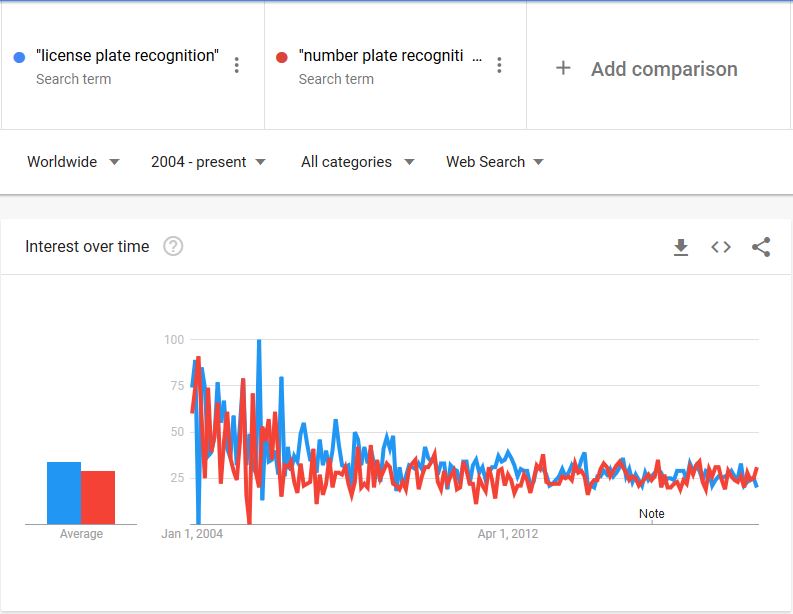 "license plate recognition"
Search term
"number plate recogniti ...
Search term
+ Add comparison
Worldwide
2004 - present
All categories
Web Search
Interest over time
?
100
75
50
25
Average
Jan 1, 2004
Apr 1, 2012
Note